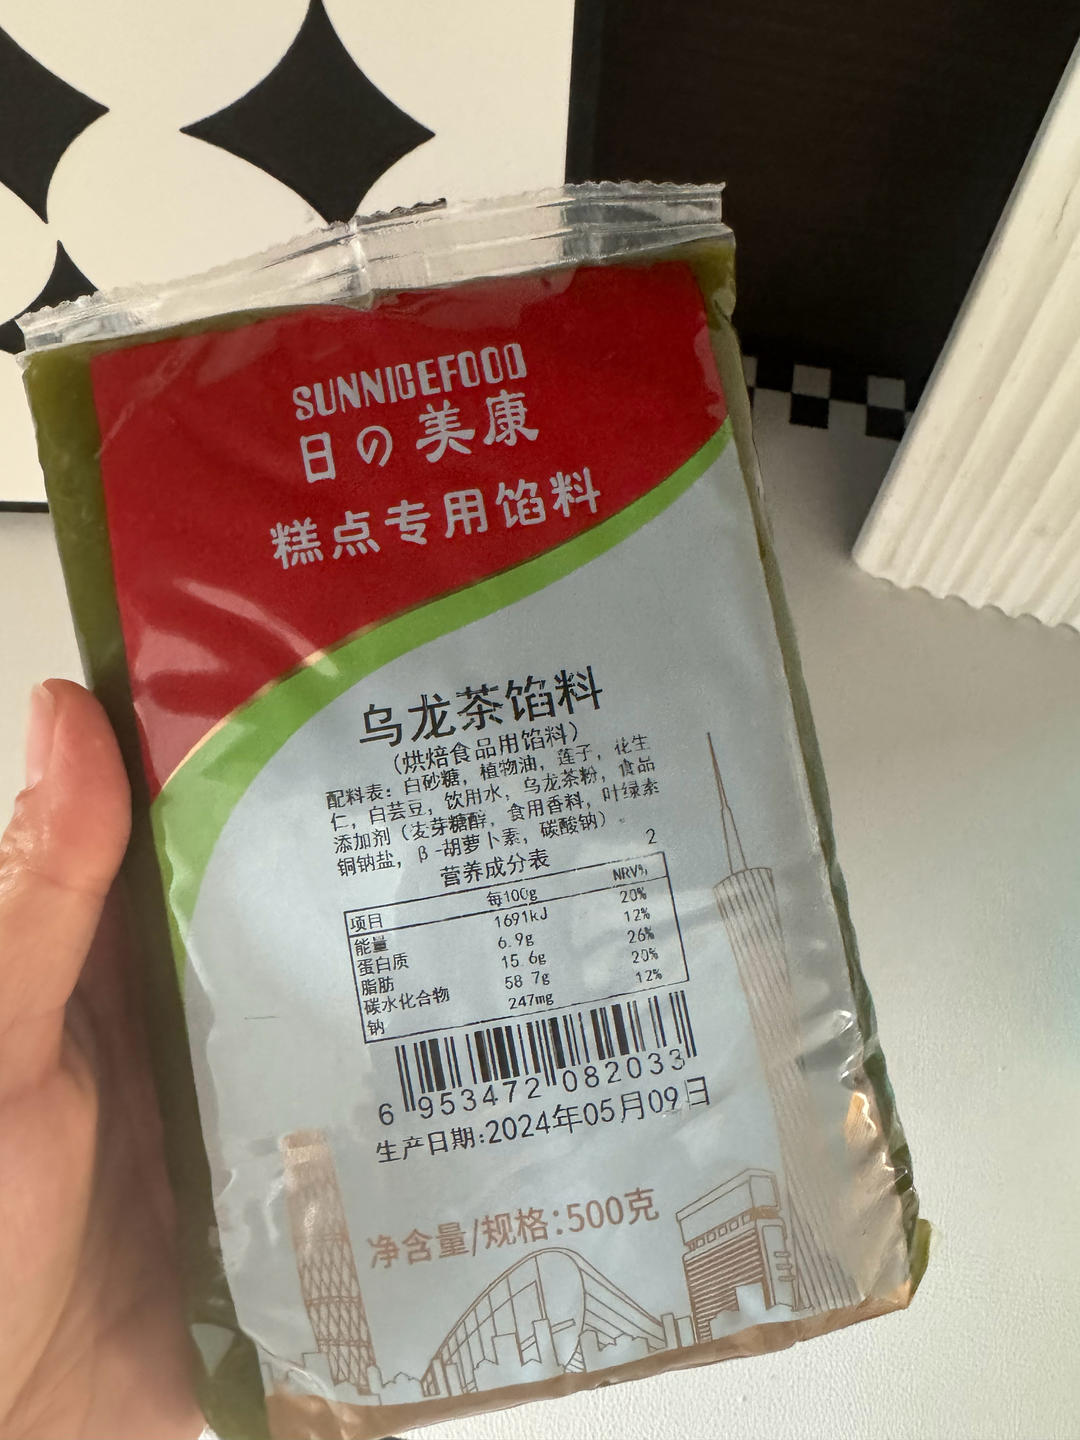 SUNNICEFOOD
日の美康
糕点专用馅料
乌龙茶馅料
(烘焙食品用馅料)
配料表：白砂糖，植物油，莲子，花生
仁，白芸豆，饮用水，乌龙茶粉，食品
添加剂（麦芽糖醇，食用香料，叶绿素
铜钠盐，β-胡萝卜素，碳酸钠）。
营养成分表 2
项目 每100g NRV%
能量 1691kJ 20%
蛋白质 6.9g 12%
脂肪 15.6g 26%
碳水化合物 58.7g 20%
钠 247mg 12%
6 953472 082033
生产日期:2024年05月09日
净含量/规格:500克